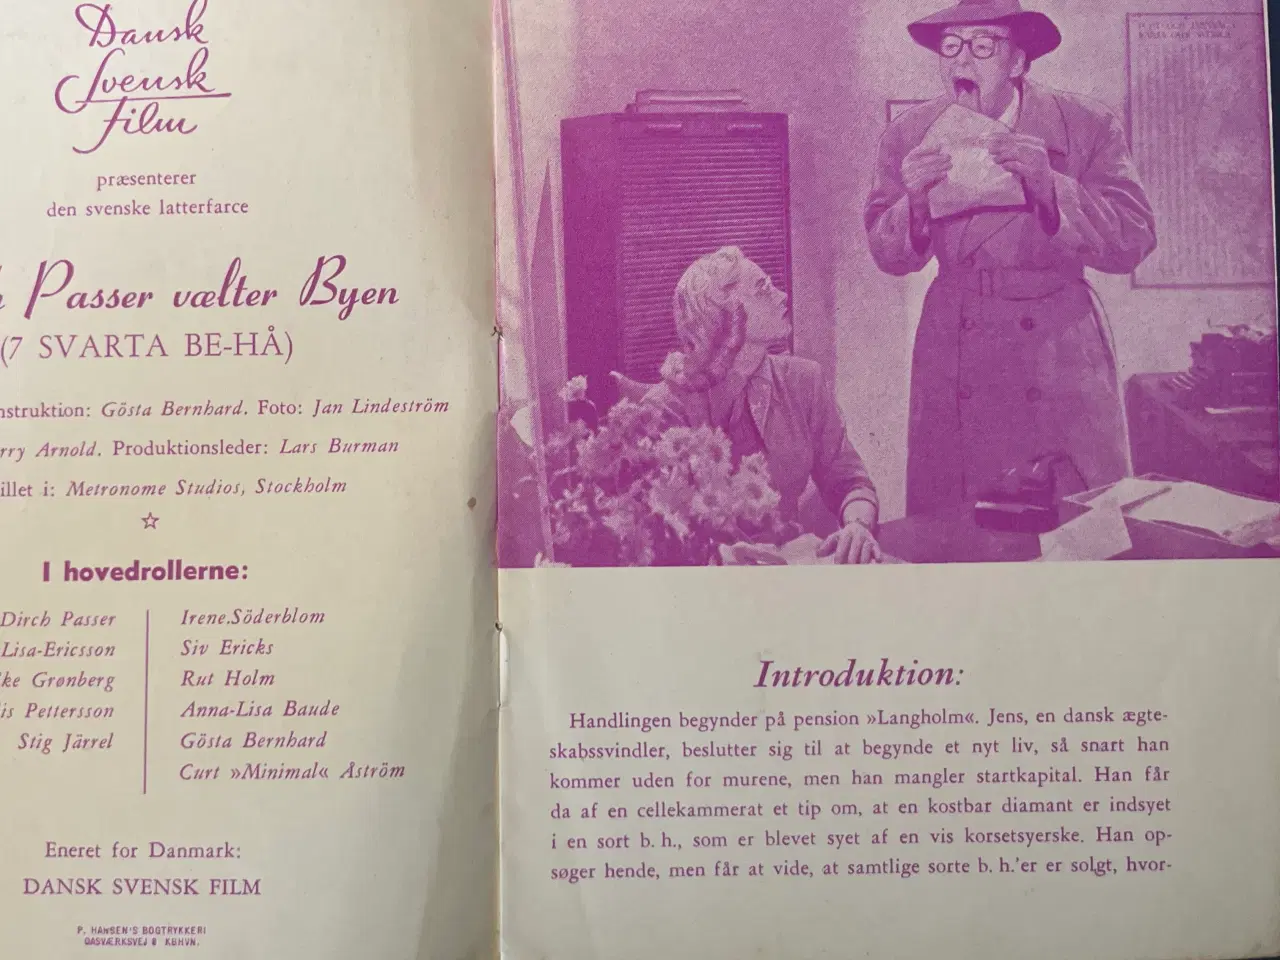 Dansk
Svensk
Film
præsenterer
den svenske latterfarce
Passer vælter Byen
(7 SVARTA BE-HÅ)
nstruktion: Gösta Bernhard. Foto: Jan Lindeström
rry Arnold. Produktionsleder: Lars Burman
illet i: Metronome Studios, Stockholm
☆
I hovedrollerne:
Dirch Passer
Lisa-Ericsson
ke Grønberg
is Pettersson
Stig Järrel
Irene.Söderblom
Siv Ericks
Rut Holm
Anna-Lisa Baude
Gösta Bernhard
Curt »Minimal« Åström
Eneret for Danmark:
DANSK SVENSK FILM
P. HANSEN'S BOGTRYKKERI
GASVÆRKSVEJ 8 KBHVN.
Introduktion:
Handlingen begynder på pension »Langholm«. Jens, en dansk ægte-
skabssvindler, beslutter sig til at begynde et nyt liv, så snart han
kommer uden for murene, men han mangler startkapital. Han får
da af en cellekammerat et tip om, at en kostbar diamant er indsyet
i en sort b. h., som er blevet syet af en vis korsetsyerske. Han op-
søger hende, men får at vide, at samtlige sorte b. h.'er er solgt, hvor-